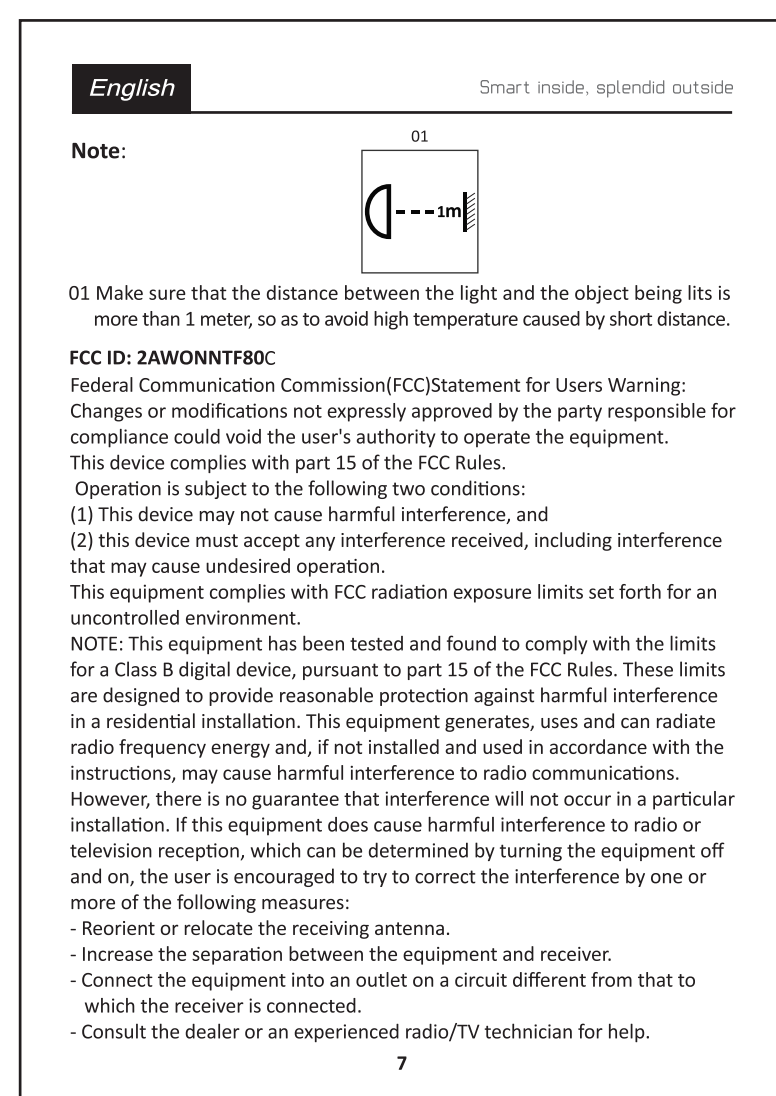 English
Smart inside, splendid outside
Note:
01
1m
01 Make sure that the distance between the light and the object being lits is
more than 1 meter, so as to avoid high temperature caused by short distance.
FCC ID: 2AWONNTF80C
Federal Communication Commission(FCC)Statement for Users Warning:
Changes or modifications not expressly approved by the party responsible for
compliance could void the user's authority to operate the equipment.
This device complies with part 15 of the FCC Rules.
Operation is subject to the following two conditions:
(1) This device may not cause harmful interference, and
(2) this device must accept any interference received, including interference
that may cause undesired operation.
This equipment complies with FCC radiation exposure limits set forth for an
uncontrolled environment.
NOTE: This equipment has been tested and found to comply with the limits
for a Class B digital device, pursuant to part 15 of the FCC Rules. These limits
are designed to provide reasonable protection against harmful interference
in a residential installation. This equipment generates, uses and can radiate
radio frequency energy and, if not installed and used in accordance with the
instructions, may cause harmful interference to radio communications.
However, there is no guarantee that interference will not occur in a particular
installation. If this equipment does cause harmful interference to radio or
television reception, which can be determined by turning the equipment off
and on, the user is encouraged to try to correct the interference by one or
more of the following measures:
- Reorient or relocate the receiving antenna.
- Increase the separation between the equipment and receiver.
- Connect the equipment into an outlet on a circuit different from that to
which the receiver is connected.
- Consult the dealer or an experienced radio/TV technician for help.
7